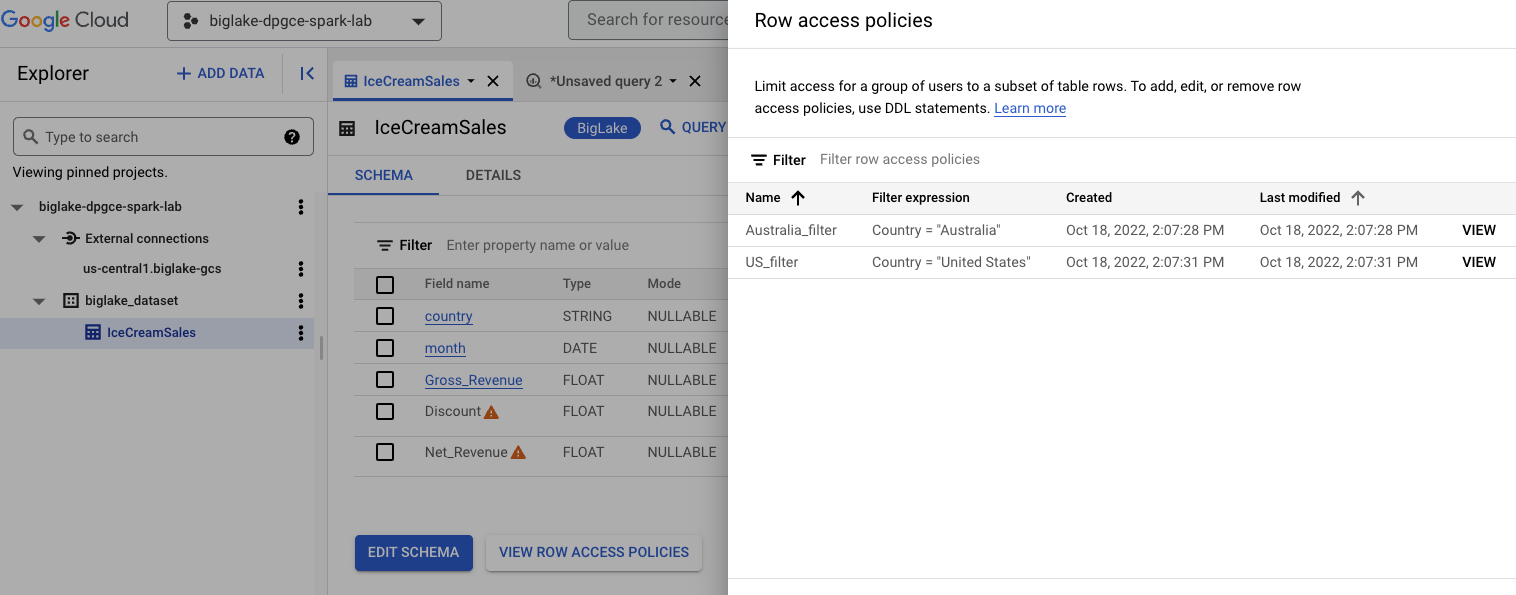 Google Cloud
biglake-dpgce-spark-lab
Search for resource
Explorer
ADD DATA
Type to search
Viewing pinned projects.
biglake-dpgce-spark-lab
External connections
us-central1.biglake-gcs
biglake_dataset
IceCreamSales
IceCreamSales
*Unsaved query 2
IceCreamSales
BigLake
QUERY
SCHEMA DETAILS
Filter Enter property name or value
Field name Type Mode
country STRING NULLABLE
month DATE NULLABLE
Gross_Revenue FLOAT NULLABLE
Discount FLOAT NULLABLE
Net_Revenue FLOAT NULLABLE
EDIT SCHEMA VIEW ROW ACCESS POLICIES
Row access policies
Limit access for a group of users to a subset of table rows. To add, edit, or remove row
access policies, use DDL statements. Learn more
Filter Filter row access policies
Name Filter expression Created Last modified
Australia_filter Country = "Australia" Oct 18, 2022, 2:07:28 PM Oct 18, 2022, 2:07:28 PM VIEW
US_filter Country = "United States" Oct 18, 2022, 2:07:31 PM Oct 18, 2022, 2:07:31 PM VIEW